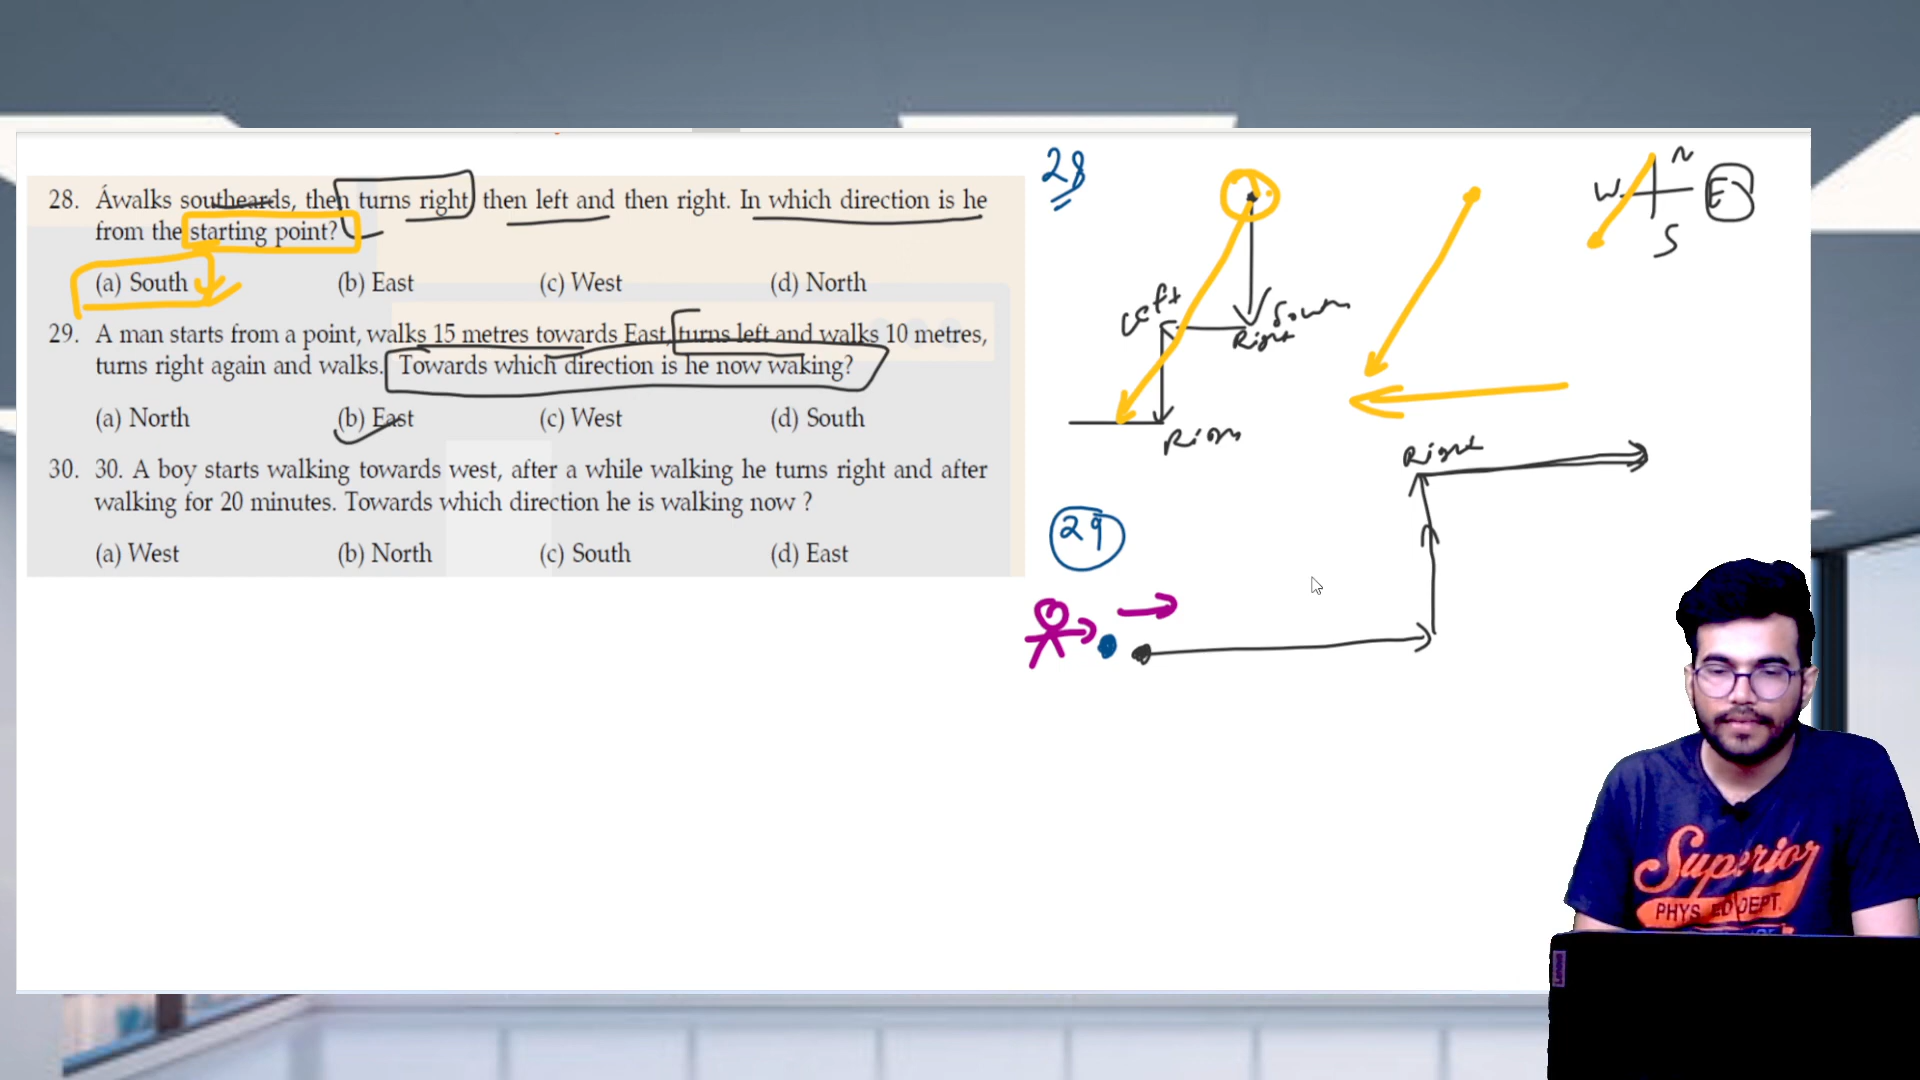 28. Áwalks southeards, then turns right then left and then right. In which direction is he
from the starting point?
(a) South (b) East (c) West (d) North
29. A man starts from a point, walks 15 metres towards East, turns left and walks 10 metres,
turns right again and walks. Towards which direction is he now waking?
(a) North (b) East (c) West (d) South
30. 30. A boy starts walking towards west, after a while walking he turns right and after
walking for 20 minutes. Towards which direction he is walking now ?
(a) West (b) North (c) South (d) East
28
N
W E
S
Left
Right
Right
29
Superior
PHYS. ED DEPT.